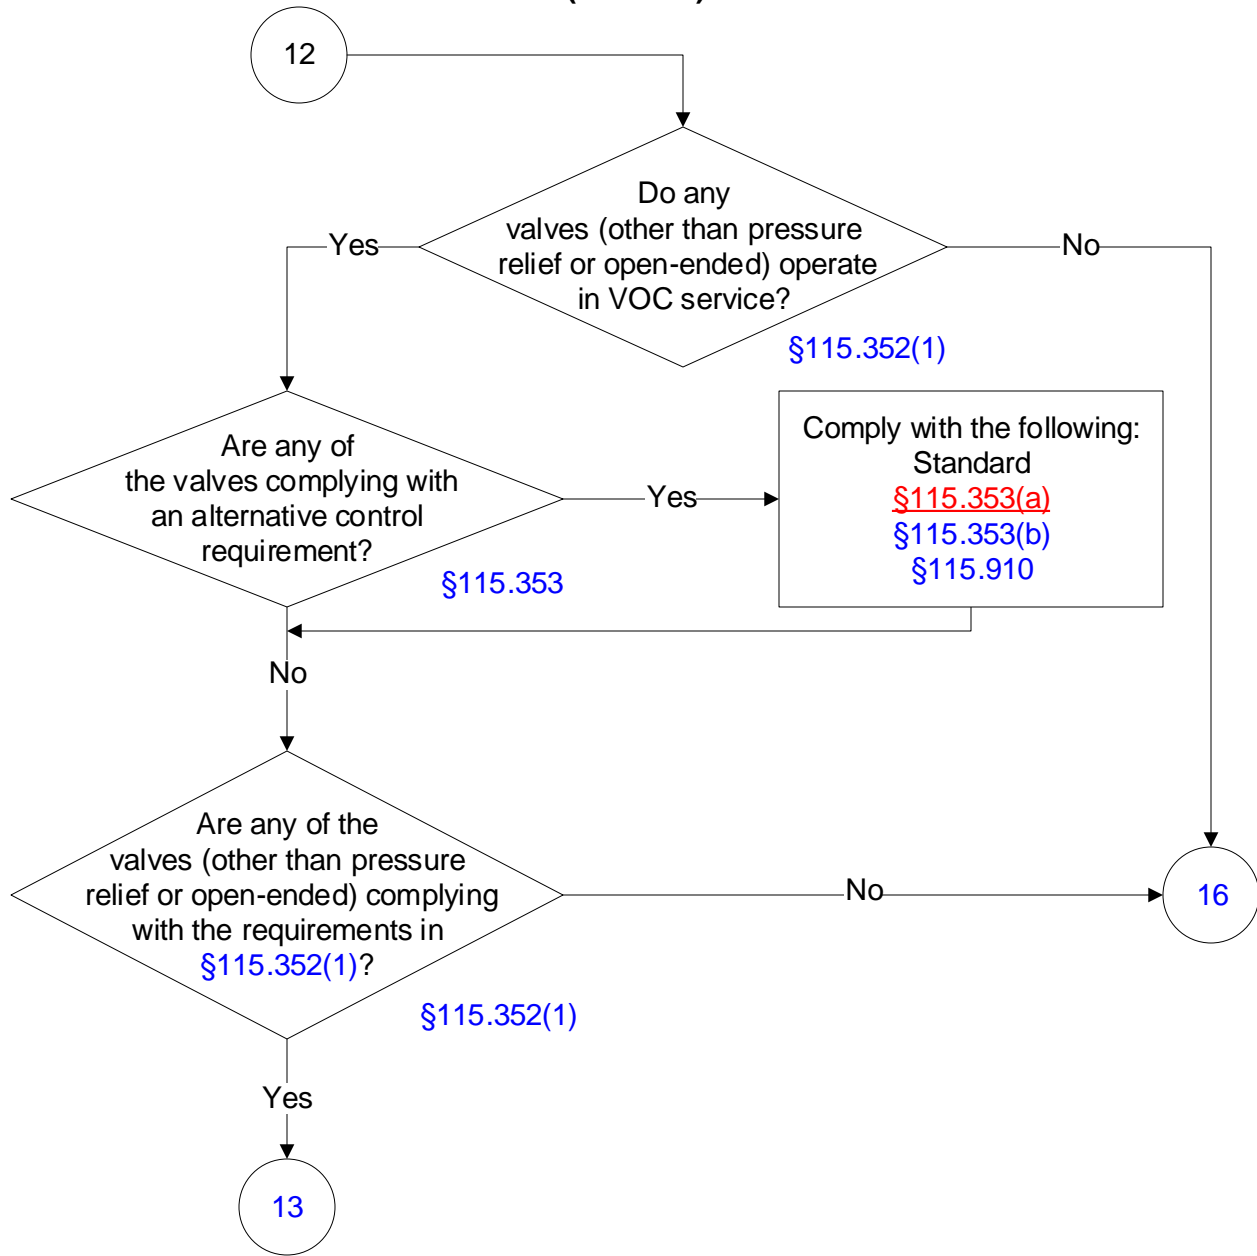 12
Do any
valves (other than pressure
relief or open-ended) operate
in VOC service?
Yes
No
§115.352(1)
Are any of
the valves complying with
an alternative control
requirement?
Yes
§115.353
Comply with the following:
Standard
§115.353(a)
§115.353(b)
§115.910
No
Are any of the
valves (other than pressure
relief or open-ended) complying
with the requirements in
§115.352(1)?
No
16
§115.352(1)
Yes
13